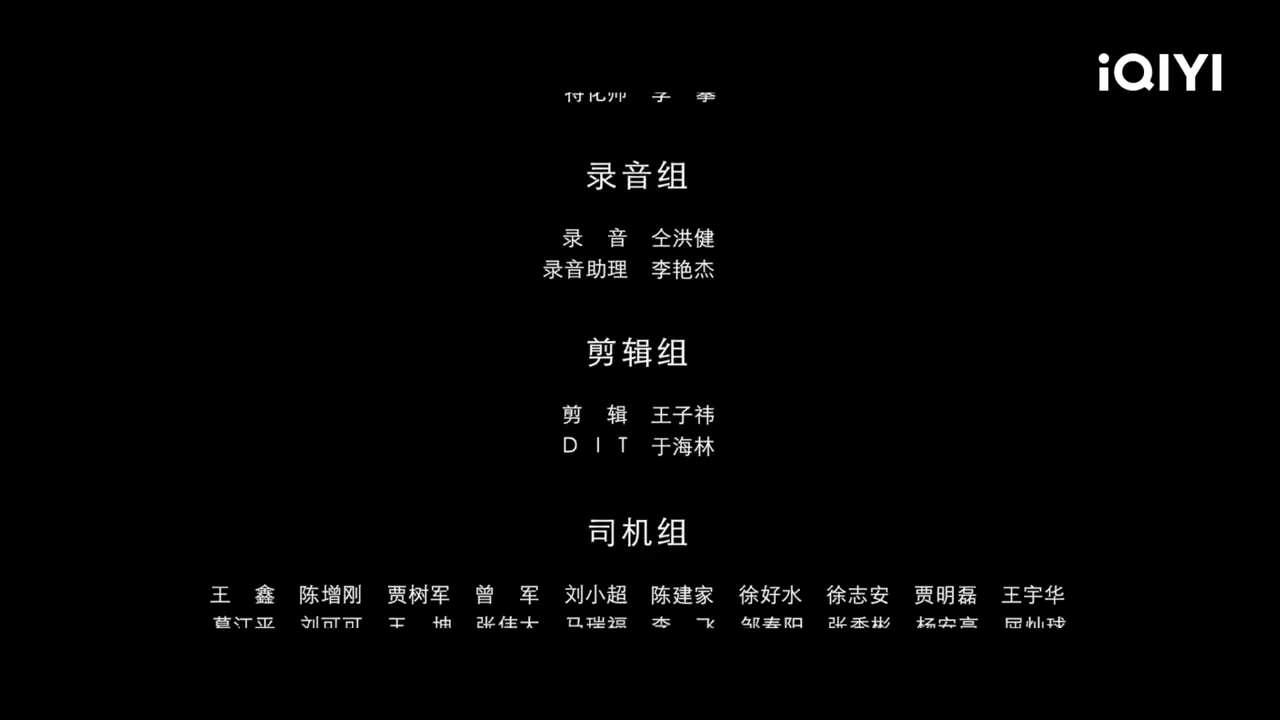 iQIYI
录音组
录 音 仝洪健
录音助理 李艳杰
剪辑组
剪 辑 王子祎
D I T 于海林
司机组
王 鑫 陈增刚 贾树军 曾 军 刘小超 陈建家 徐好水 徐志安 贾明磊 王宇华